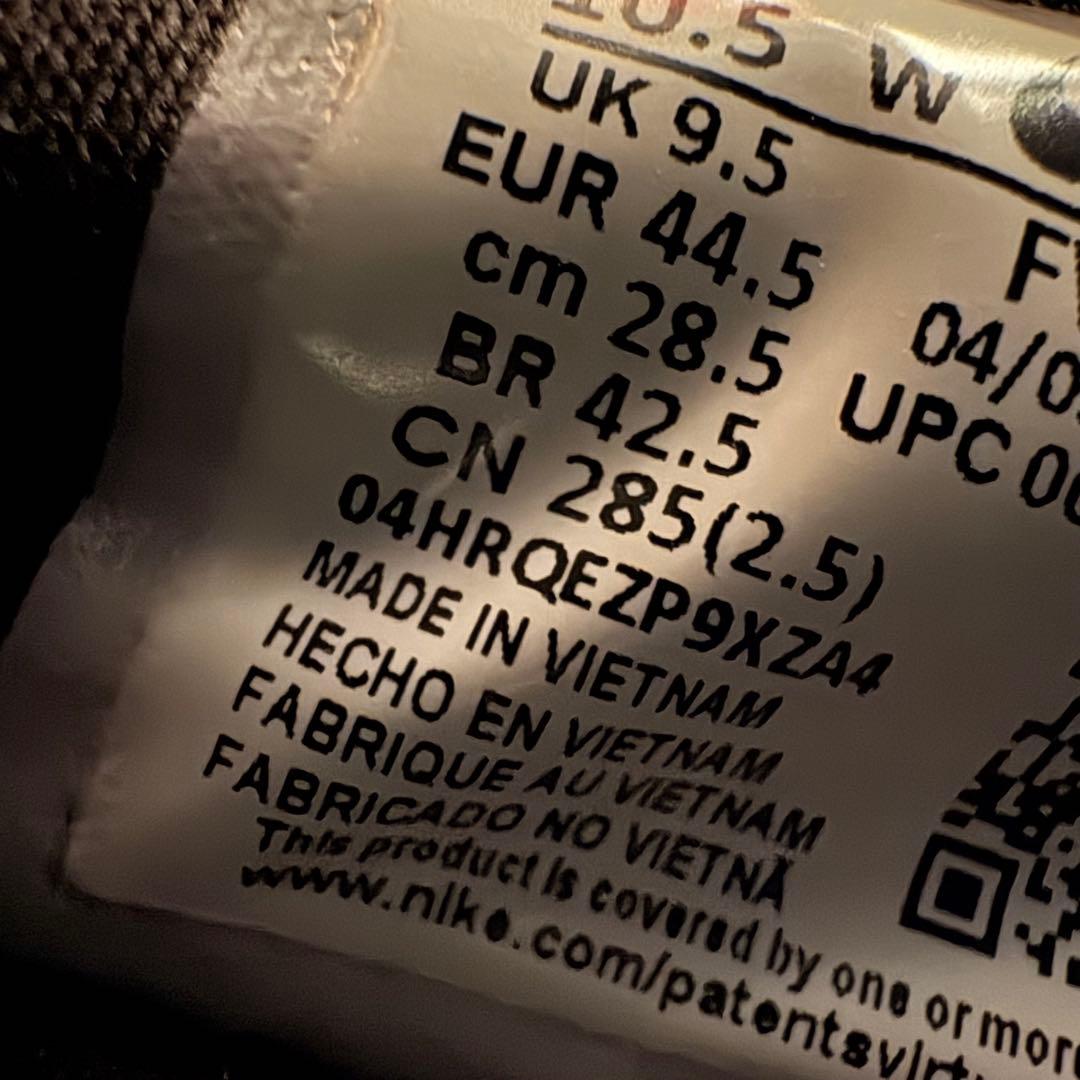 10.5 W
UK 9.5
EUR 44.5
cm 28.5
BR 42.5
CN 285(2.5)
04HRQEZP9XZA4
MADE IN VIETNAM
HECHO EN VIETNAM
FABRIQUE AU VIETNAM
FABRICADO NO VIETNÃ
This product is covered by one or more
www.nike.com/patentsvirtu
04/0
UPC 00